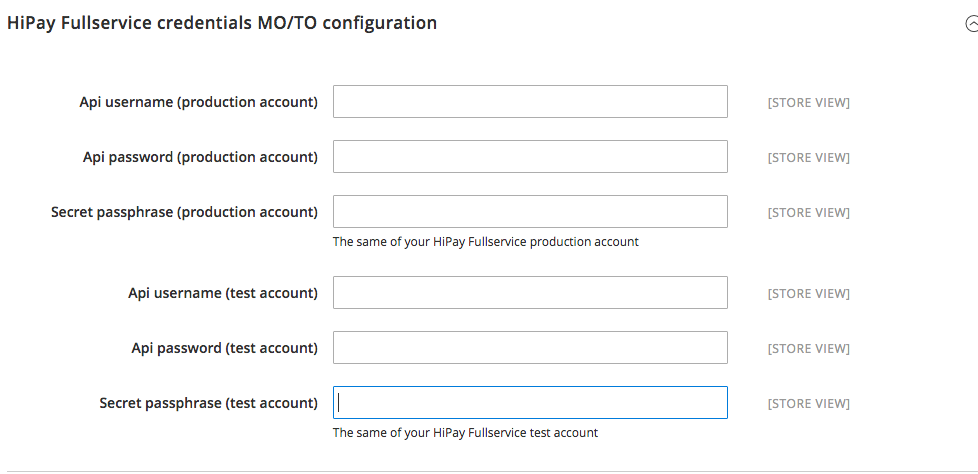 HiPay Fullservice credentials MO/TO configuration
Api username (production account) [STORE VIEW]
Api password (production account) [STORE VIEW]
Secret passphrase (production account) [STORE VIEW]
The same of your HiPay Fullservice production account
Api username (test account) [STORE VIEW]
Api password (test account) [STORE VIEW]
Secret passphrase (test account) [STORE VIEW]
The same of your HiPay Fullservice test account